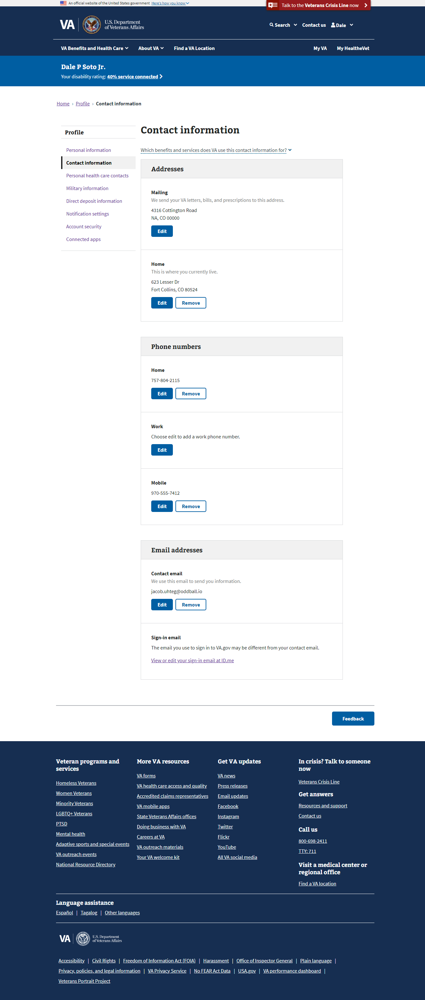 An official website of the United States government Here's how you know
Talk to the Veterans Crisis Line now
VA
U.S. Department
of Veterans Affairs
Search
Contact us
Dale
VA Benefits and Health Care
About VA
Find a VA Location
My VA
My HealtheVet
Dale P Soto Jr.
Your disability rating: 40% service connected
Home › Profile › Contact information
Profile
Personal information
Contact information
Personal health care contacts
Military information
Direct deposit information
Notification settings
Account security
Connected apps
Contact information
Which benefits and services does VA use this contact information for?
Addresses
Mailing
We send your VA letters, bills, and prescriptions to this address.
4316 Cottington Road
NA, CO 00000
Edit
Home
This is where you currently live.
623 Lesser Dr
Fort Collins, CO 80524
Edit Remove
Phone numbers
Home
757-804-2115
Edit Remove
Work
Choose edit to add a work phone number.
Edit
Mobile
970-555-7412
Edit Remove
Email addresses
Contact email
We use this email to send you information.
jacob.uhteg@oddball.io
Edit Remove
Sign-in email
The email you use to sign in to VA.gov may be different from your contact email.
View or edit your sign-in email at ID.me
Feedback
Veteran programs and
services
Homeless Veterans
Women Veterans
Minority Veterans
LGBTQ+ Veterans
PTSD
Mental health
Adaptive sports and special events
VA outreach events
National Resource Directory
More VA resources
VA forms
VA health care access and quality
Accredited claims representatives
VA mobile apps
State Veterans Affairs offices
Doing business with VA
Careers at VA
VA outreach materials
Your VA welcome kit
Get VA updates
VA news
Press releases
Email updates
Facebook
Instagram
Twitter
Flickr
YouTube
All VA social media
In crisis? Talk to someone
now
Veterans Crisis Line
Get answers
Resources and support
Contact us
Call us
800-698-2411
TTY: 711
Visit a medical center or
regional office
Find a VA location
Language assistance
Español | Tagalog | Other languages
VA
U.S. Department
of Veterans Affairs
Accessibility | Civil Rights | Freedom of Information Act (FOIA) | Harassment | Office of Inspector General | Plain language |
Privacy, policies, and legal information | VA Privacy Service | No FEAR Act Data | USA.gov | VA performance dashboard |
Veterans Portrait Project